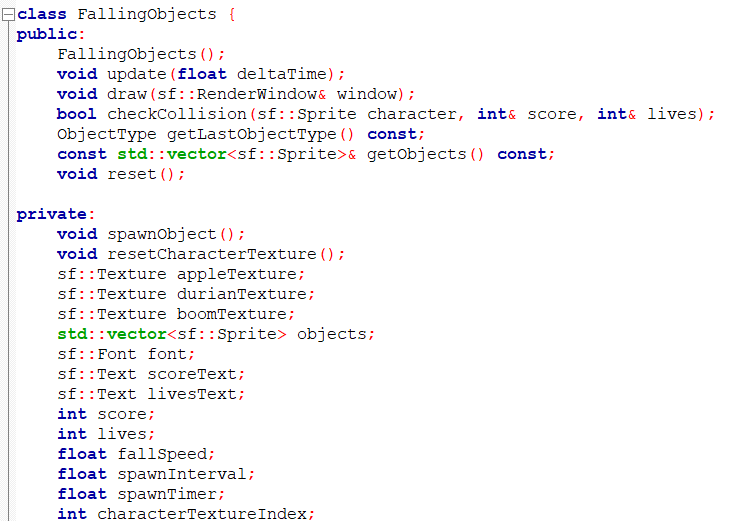 class FallingObjects {
public:
    FallingObjects();
    void update(float deltaTime);
    void draw(sf::RenderWindow& window);
    bool checkCollision(sf::Sprite character, int& score, int& lives);
    ObjectType getLastObjectType() const;
    const std::vector<sf::Sprite>& getObjects() const;
    void reset();

private:
    void spawnObject();
    void resetCharacterTexture();
    sf::Texture appleTexture;
    sf::Texture durianTexture;
    sf::Texture boomTexture;
    std::vector<sf::Sprite> objects;
    sf::Font font;
    sf::Text scoreText;
    sf::Text livesText;
    int score;
    int lives;
    float fallSpeed;
    float spawnInterval;
    float spawnTimer;
    int characterTextureIndex;